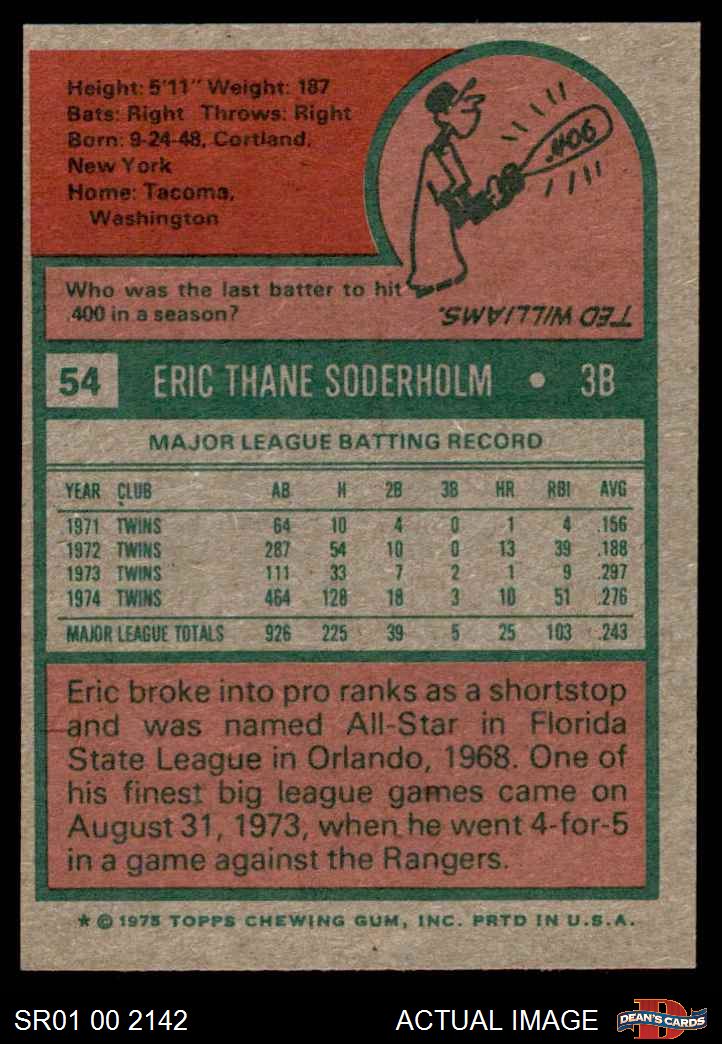 Height: 5'11" Weight: 187
Bats: Right Throws: Right
Born: 9-24-48, Cortland,
New York
Home: Tacoma,
Washington
.406
Who was the last batter to hit
.400 in a season?
TED WILLIAMS.
54 ERIC THANE SODERHOLM • 3B
MAJOR LEAGUE BATTING RECORD
YEAR CLUB AB H 2B 3B HR RBI AVG
1971 TWINS 64 10 4 0 1 4 .156
1972 TWINS 287 54 10 0 13 39 .188
1973 TWINS 111 33 7 2 1 9 .297
1974 TWINS 464 128 18 3 10 51 .276
MAJOR LEAGUE TOTALS 926 225 39 5 25 103 .243
Eric broke into pro ranks as a shortstop
and was named All-Star in Florida
State League in Orlando, 1968. One of
his finest big league games came on
August 31, 1973, when he went 4-for-5
in a game against the Rangers.
★ © 1975 TOPPS CHEWING GUM, INC. PRTD IN U.S.A.
SR01 00 2142 ACTUAL IMAGE DEAN'S CARDS